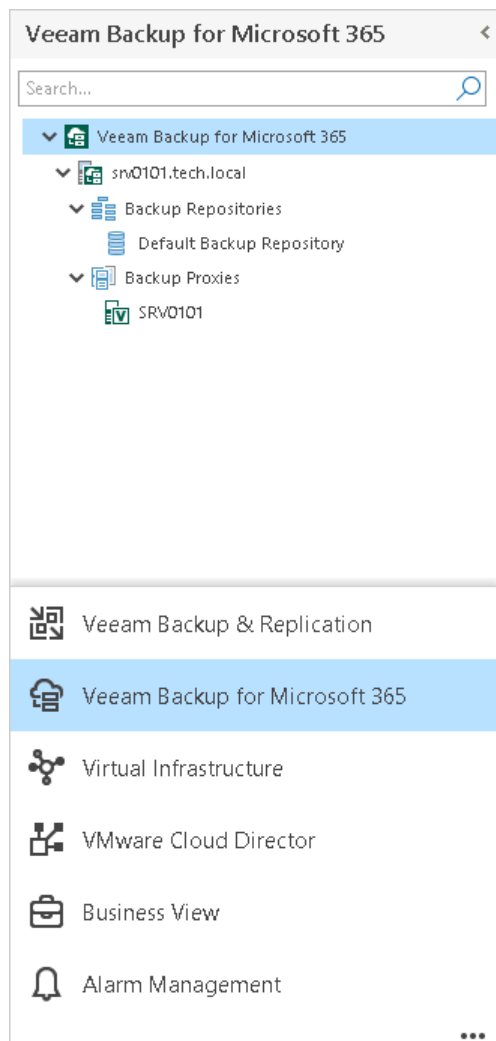 Veeam Backup for Microsoft 365
Search...
Veeam Backup for Microsoft 365
srv0101.tech.local
Backup Repositories
Default Backup Repository
Backup Proxies
SRV0101
Veeam Backup & Replication
Veeam Backup for Microsoft 365
Virtual Infrastructure
VMware Cloud Director
Business View
Alarm Management